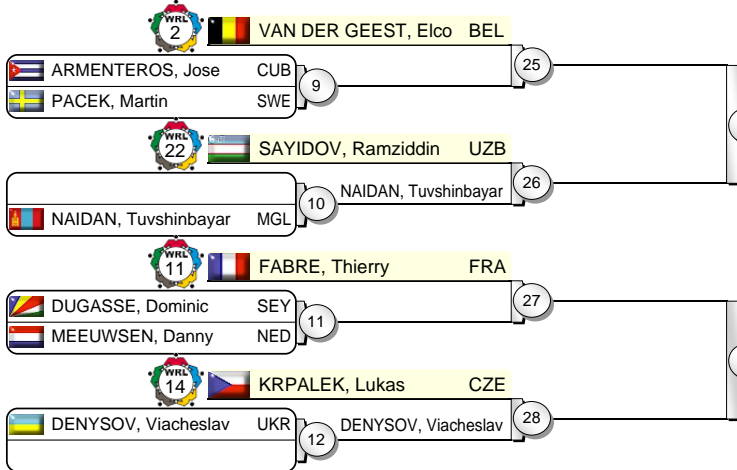 WRL
2
VAN DER GEEST, Elco BEL
25
ARMENTEROS, Jose CUB
9
PACEK, Martin SWE
WRL
22
SAYIDOV, Ramziddin UZB
26
NAIDAN, Tuvshinbayar
10
NAIDAN, Tuvshinbayar MGL
WRL
11
FABRE, Thierry FRA
27
DUGASSE, Dominic SEY
11
MEEUWSEN, Danny NED
WRL
14
KRPALEK, Lukas CZE
28
DENYSOV, Viacheslav UKR
12
DENYSOV, Viacheslav